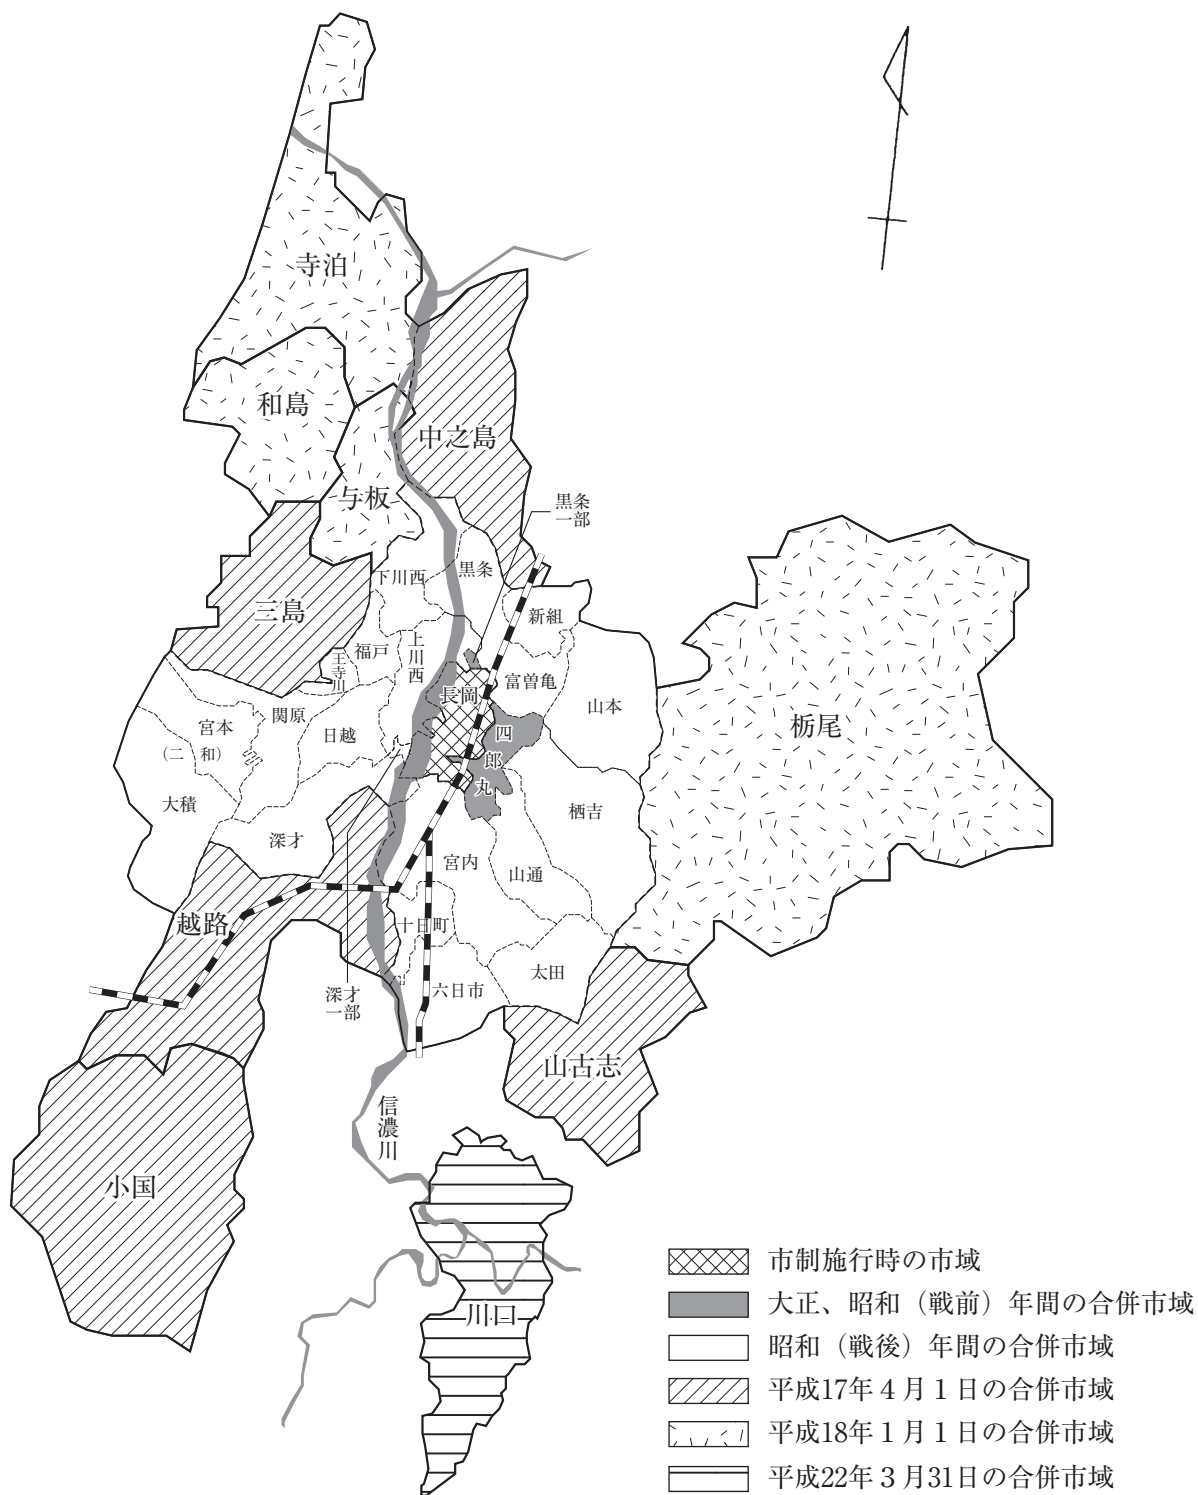 寺泊
和島
中之島
与板
黒条
一部
下川西
黒条
三島
新組
福戸
上川西
王寺川
長岡
富曽亀
山本
関原
宮本
(二和)
日越
四郎丸
栃尾
大積
栖吉
深才
宮内
山通
越路
十日町
太田
深才
一部
六日市
山古志
信濃川
小国
川口
市制施行時の市域
大正、昭和（戦前）年間の合併市域
昭和（戦後）年間の合併市域
平成17年4月1日の合併市域
平成18年1月1日の合併市域
平成22年3月31日の合併市域